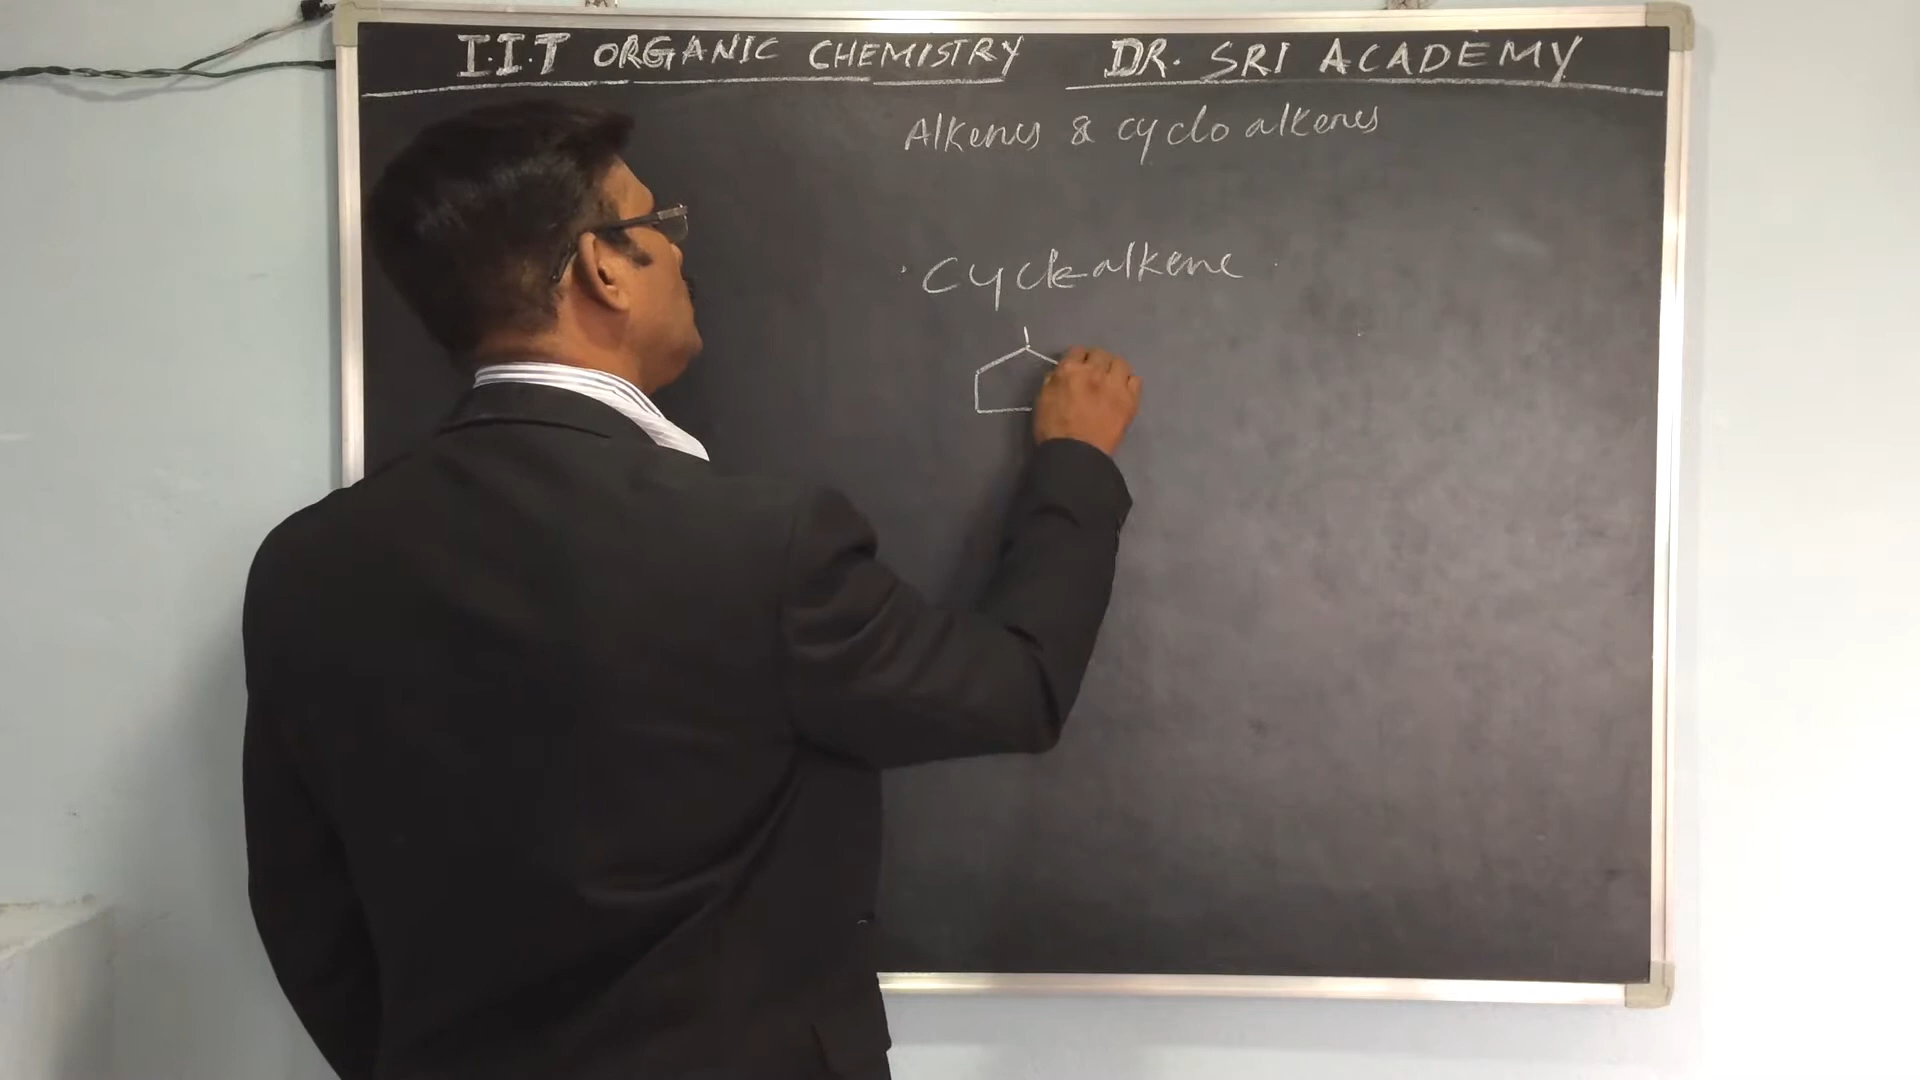 I.I.T ORGANIC CHEMISTRY DR. SRI ACADEMY
Alkenes & cyclo alkenes
Cycloalkene